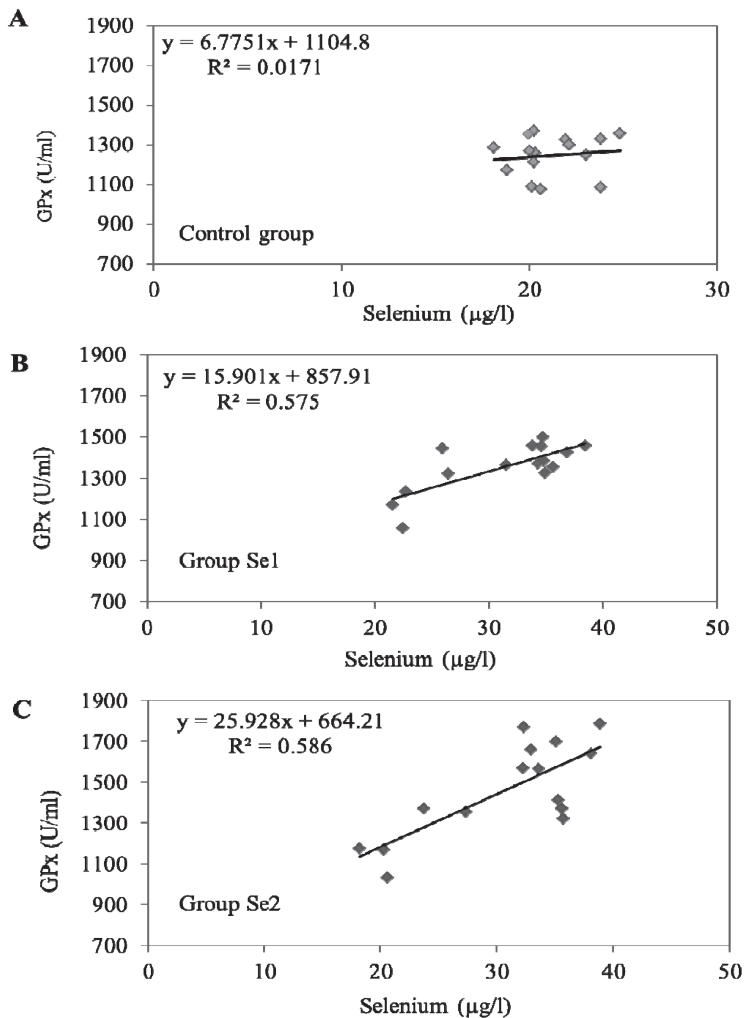 A
y = 6.7751x + 1104.8
R² = 0.0171
1900
1700
1500
1300
1100
900
700
GPx (U/ml)
Control group
0 10 20 30
Selenium (µg/l)
B
y = 15.901x + 857.91
R² = 0.575
1900
1700
1500
1300
1100
900
700
GPx (U/ml)
Group Se1
0 10 20 30 40 50
Selenium (µg/l)
C
y = 25.928x + 664.21
R² = 0.586
1900
1700
1500
1300
1100
900
700
GPx (U/ml)
Group Se2
0 10 20 30 40 50
Selenium (µg/l)